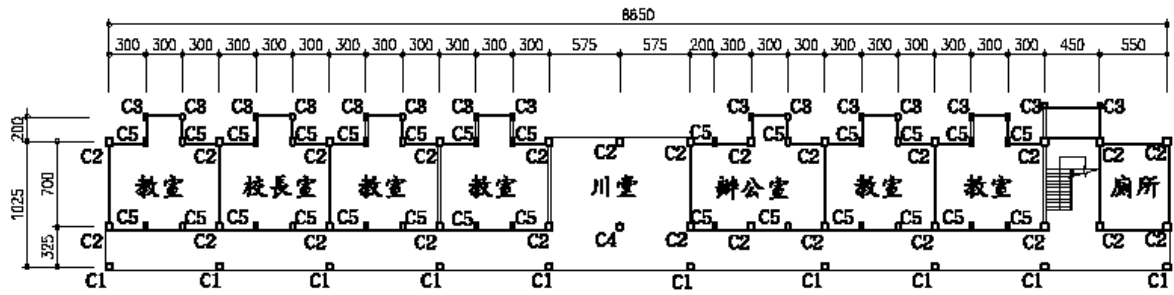 8650
300 300 300 300 300 300 300 300 300 300 300 300 575 575 200 300 300 300 300 300 300 300 300 300 450 550
C3 C3 C3 C3 C3 C3 C3 C3 C3 C3 C3 C3 C3 C3 C3
200
C5 C5 C5 C5 C5 C5 C5 C5 C5 C5 C5 C5 C5 C5
C2 C2 C2 C2 C2 C2 C2 C2 C2 C2 C2 C2 C2
1025 700
教室 校長室 教室 教室 川堂 辦公室 教室 教室 廁所
C5 C5 C5 C5 C5 C5 C5 C5 C5 C5 C5 C5 C5
325
C2 C2 C2 C2 C2 C4 C2 C2 C2 C2 C2 C2 C2 C2
C1 C1 C1 C1 C1 C1 C1 C1 C1 C1